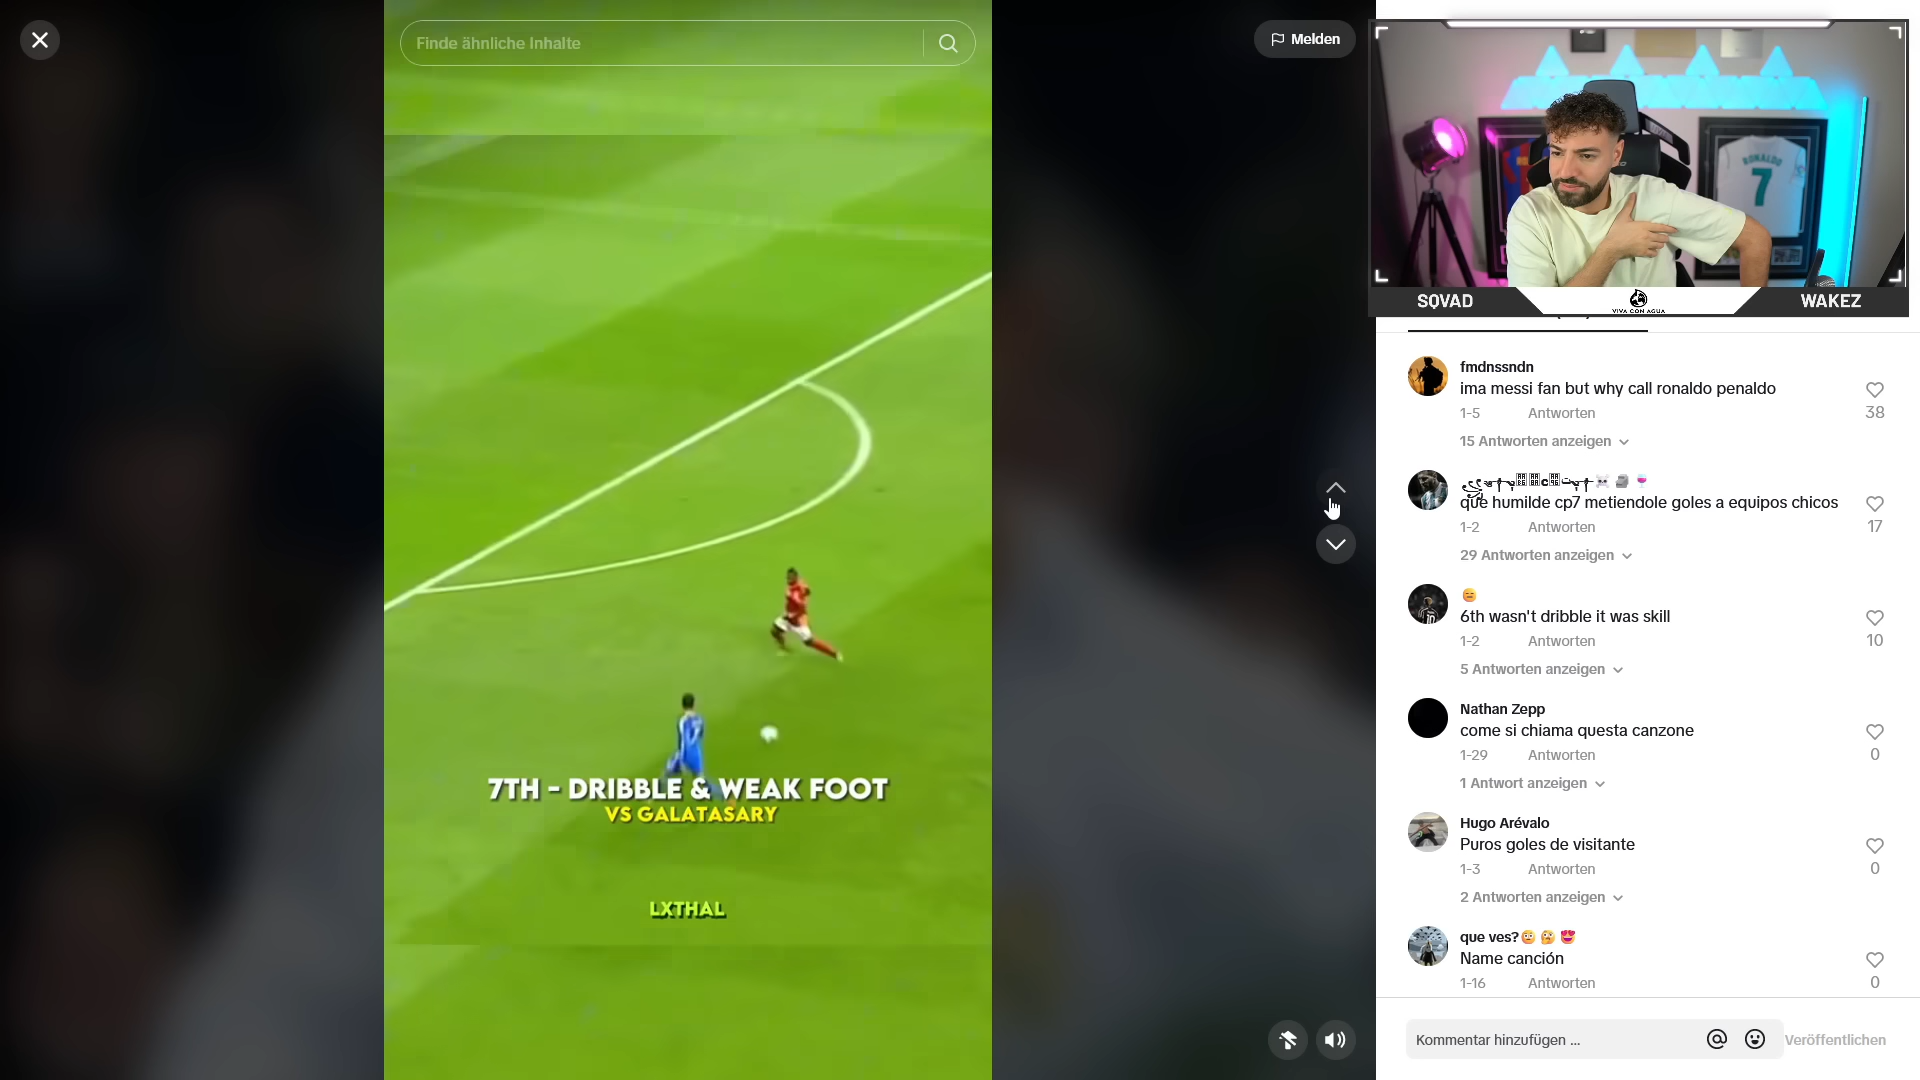 Finde ähnliche Inhalte
Melden
RONALDO
7
SQVAD
VIVA CON AGUA
WAKEZ
7TH - DRIBBLE & WEAK FOOT
VS GALATASARY
LXTHAL
fmdnssndn
ima messi fan but why call ronaldo penaldo
38
1-5 Antworten
15 Antworten anzeigen
que humilde cp7 metiendole goles a equipos chicos
17
1-2 Antworten
29 Antworten anzeigen
😑
6th wasn't dribble it was skill
10
1-2 Antworten
5 Antworten anzeigen
Nathan Zepp
come si chiama questa canzone
0
1-29 Antworten
1 Antwort anzeigen
Hugo Arévalo
Puros goles de visitante
0
1-3 Antworten
2 Antworten anzeigen
que ves?😳 🤔 😍
Name canción
0
1-16 Antworten
Kommentar hinzufügen ...
Veröffentlichen